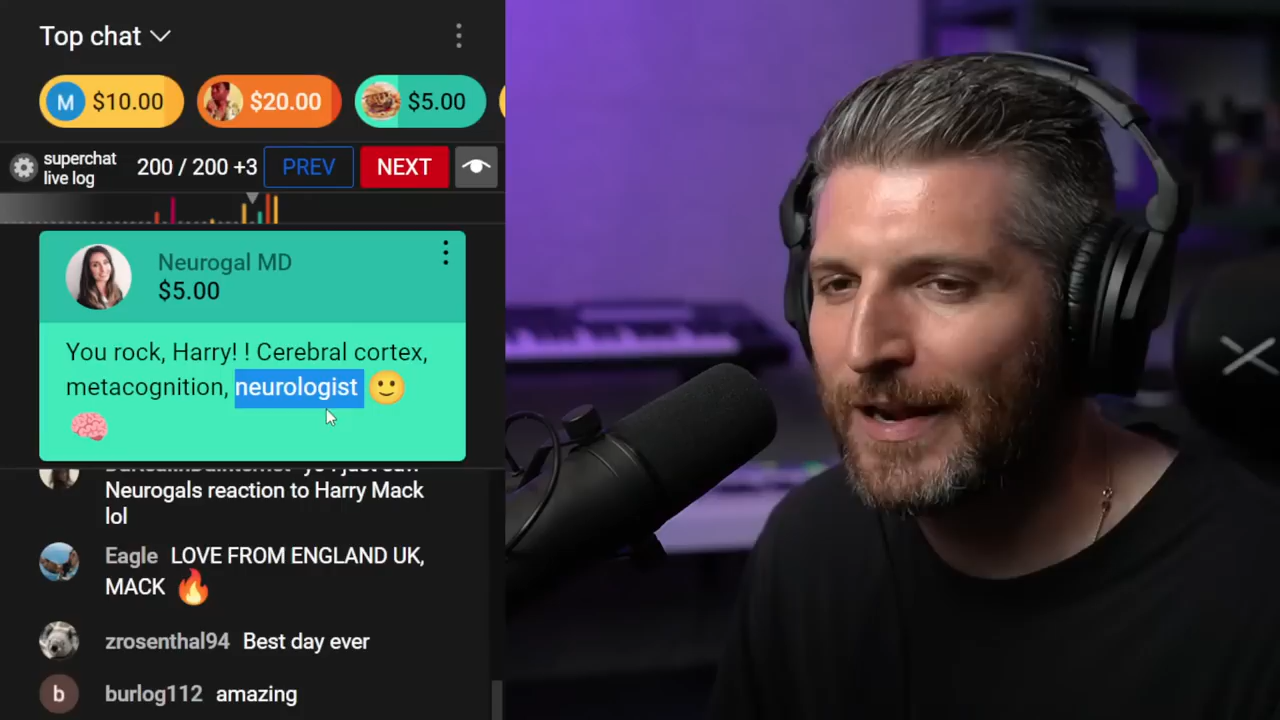 Top chat
M $10.00 $20.00 $5.00
superchat
live log
200 / 200 +3 PREV NEXT
Neurogal MD
$5.00
You rock, Harry! ! Cerebral cortex,
metacognition, neurologist 🙂
🧠
Neurogals reaction to Harry Mack
lol
Eagle LOVE FROM ENGLAND UK,
MACK 🔥
zrosenthal94 Best day ever
b burlog112 amazing